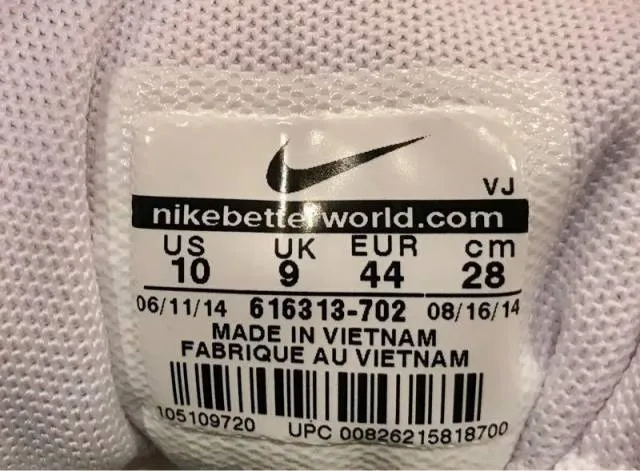 VJ
nikebetterworld.com
US UK EUR cm
10 9 44 28
06/11/14 616313-702 08/16/14
MADE IN VIETNAM
FABRIQUE AU VIETNAM
105109720 UPC 00826215818700